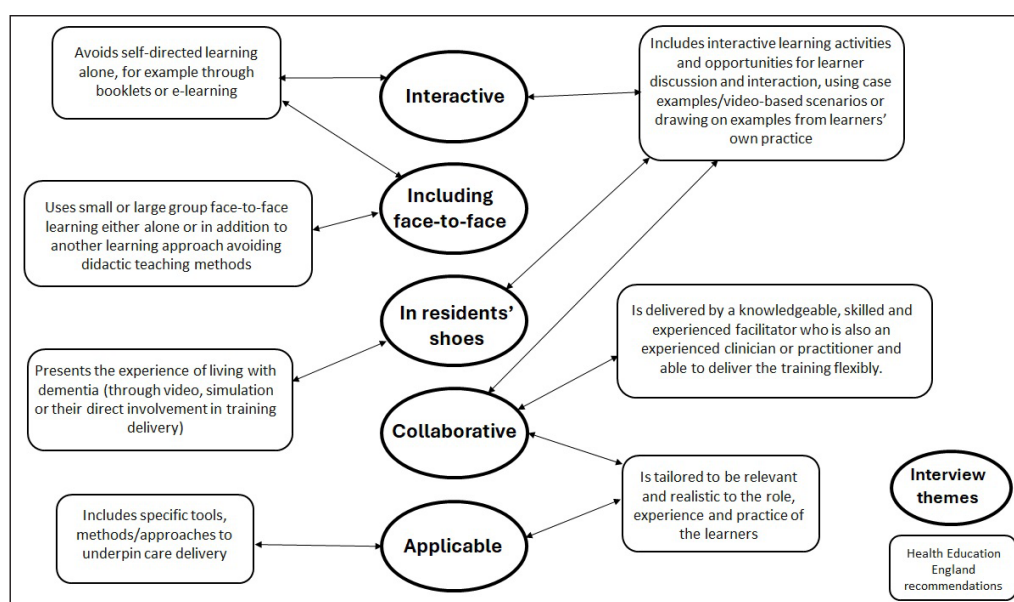 Avoids self-directed learning
alone, for example through
booklets or e-learning
Interactive
Includes interactive learning activities
and opportunities for learner
discussion and interaction, using case
examples/video-based scenarios or
drawing on examples from learners'
own practice
Including
face-to-face
Uses small or large group face-to-face
learning either alone or in addition to
another learning approach avoiding
didactic teaching methods
In residents'
shoes
Is delivered by a knowledgeable, skilled and
experienced facilitator who is also an
experienced clinician or practitioner and
able to deliver the training flexibly.
Presents the experience of living with
dementia (through video, simulation
or their direct involvement in training
delivery)
Collaborative
Is tailored to be relevant
and realistic to the role,
experience and practice of
the learners
Interview
themes
Includes specific tools,
methods/approaches to
underpin care delivery
Applicable
Health Education
England
recommendations